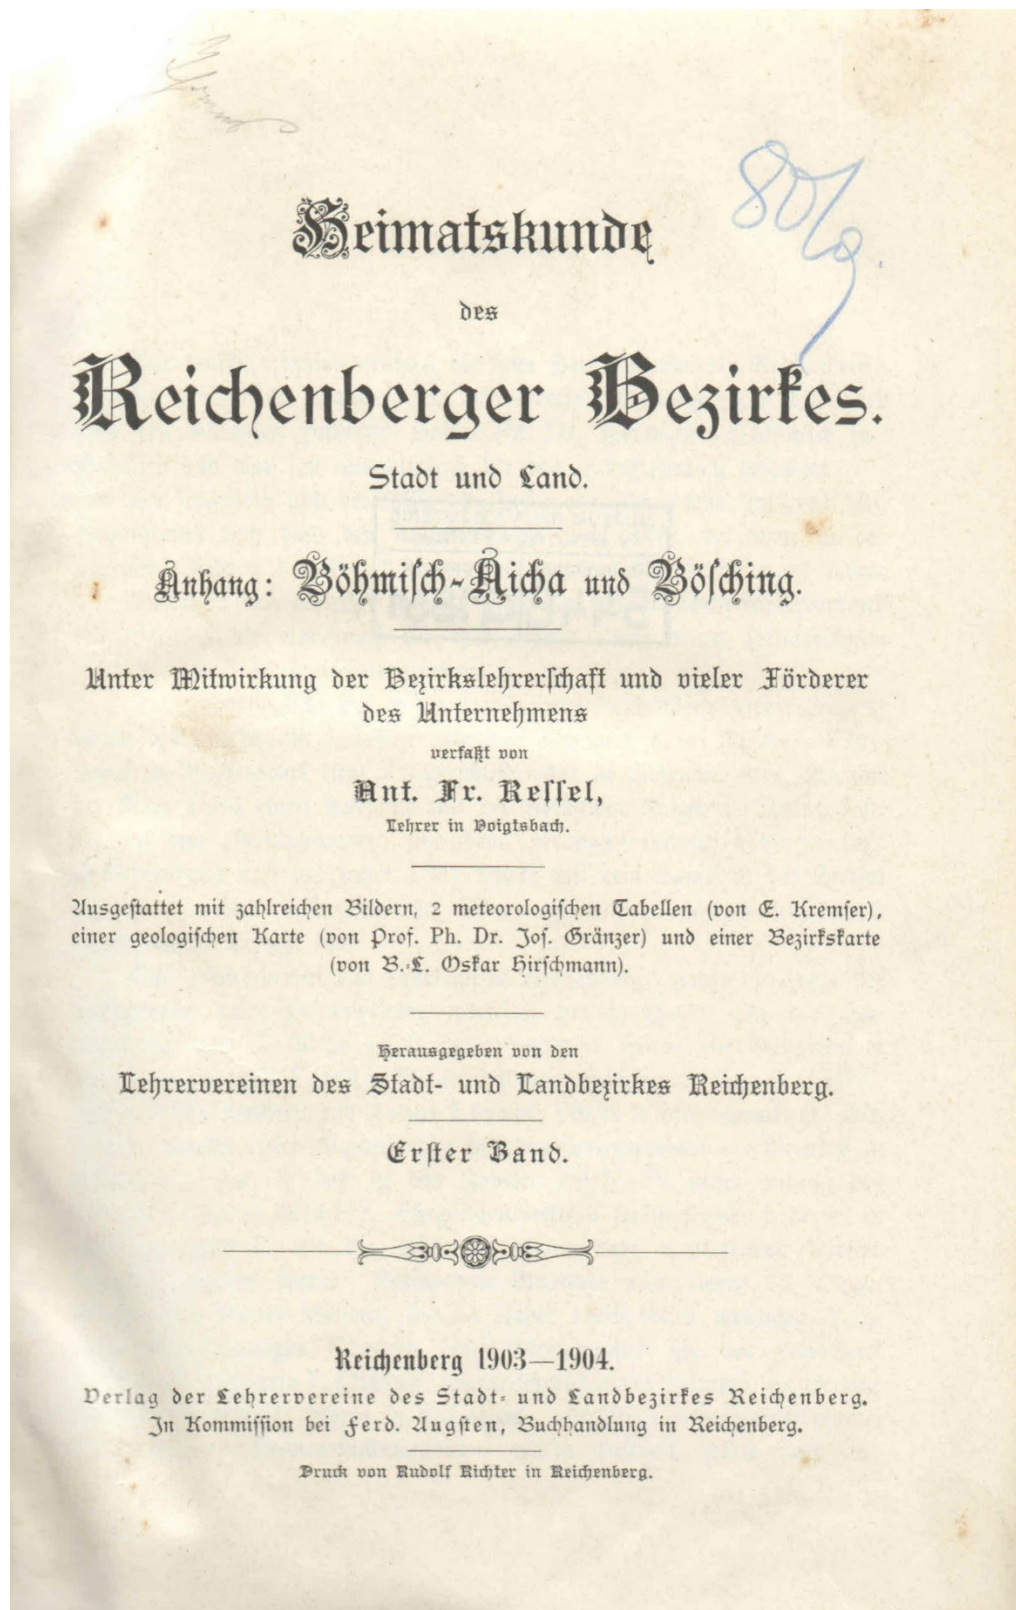 Heimatskunde
des
Reichenberger Bezirkes.
Stadt und Land.
Anhang: Böhmisch-Aicha und Bösching.
Unter Mitwirkung der Bezirkslehrerschaft und vieler Förderer
des Unternehmens
verfaßt von
Ant. Fr. Ressel,
Lehrer in Voigtsbach.
Ausgestattet mit zahlreichen Bildern, 2 meteorologischen Tabellen (von E. Kremser),
einer geologischen Karte (von Prof. Ph. Dr. Jos. Gränzer) und einer Bezirkskarte
(von B.-L. Oskar Hirschmann).
Herausgegeben von den
Lehrervereinen des Stadt- und Landbezirkes Reichenberg.
Erster Band.
Reichenberg 1903—1904.
Verlag der Lehrervereine des Stadt- und Landbezirkes Reichenberg.
In Kommission bei Ferd. Augsten, Buchhandlung in Reichenberg.
Druck von Rudolf Richter in Reichenberg.